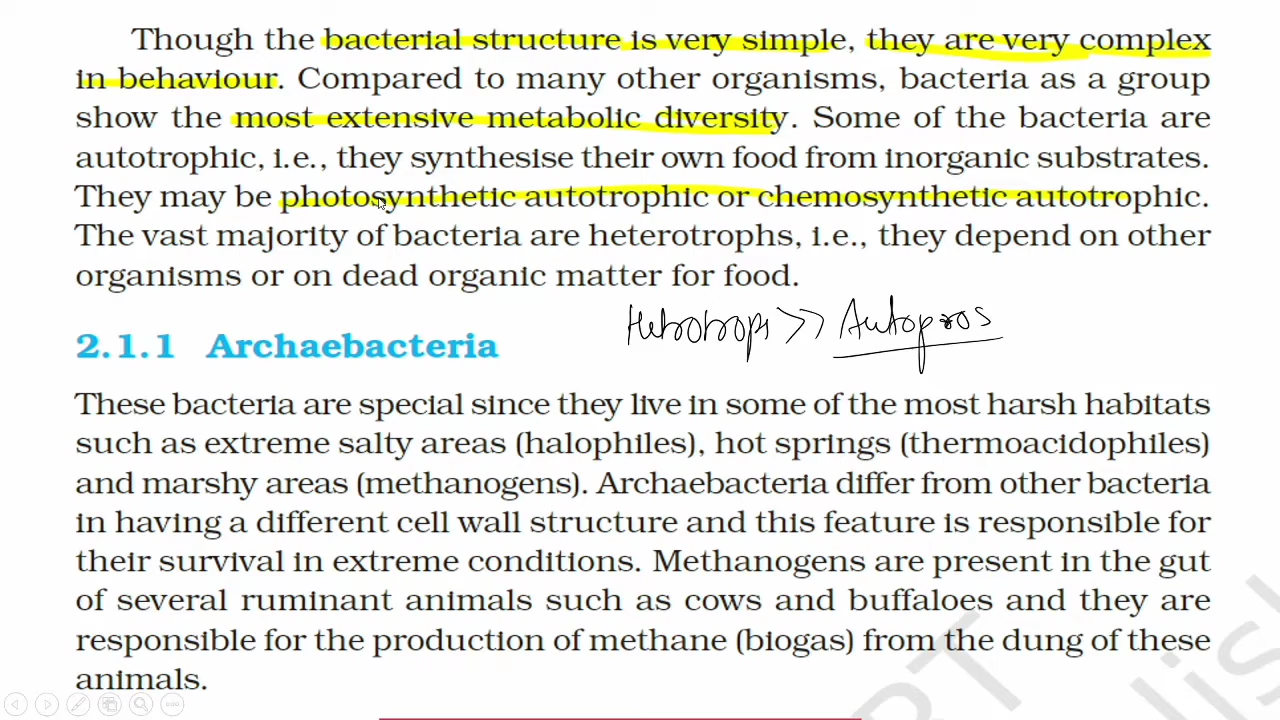 Though the bacterial structure is very simple, they are very complex
in behaviour. Compared to many other organisms, bacteria as a group
show the most extensive metabolic diversity. Some of the bacteria are
autotrophic, i.e., they synthesise their own food from inorganic substrates.
They may be photosynthetic autotrophic or chemosynthetic autotrophic.
The vast majority of bacteria are heterotrophs, i.e., they depend on other
organisms or on dead organic matter for food.
>>
2.1.1 Archaebacteria
These bacteria are special since they live in some of the most harsh habitats
such as extreme salty areas (halophiles), hot springs (thermoacidophiles)
and marshy areas (methanogens). Archaebacteria differ from other bacteria
in having a different cell wall structure and this feature is responsible for
their survival in extreme conditions. Methanogens are present in the gut
of several ruminant animals such as cows and buffaloes and they are
responsible for the production of methane (biogas) from the dung of these
animals.